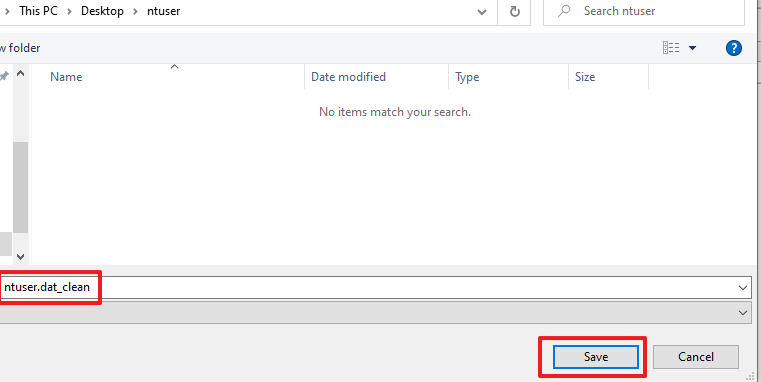 This PC > Desktop > ntuser
Search ntuser
w folder
?
Name Date modified Type Size
No items match your search.
ntuser.dat_clean
Save Cancel